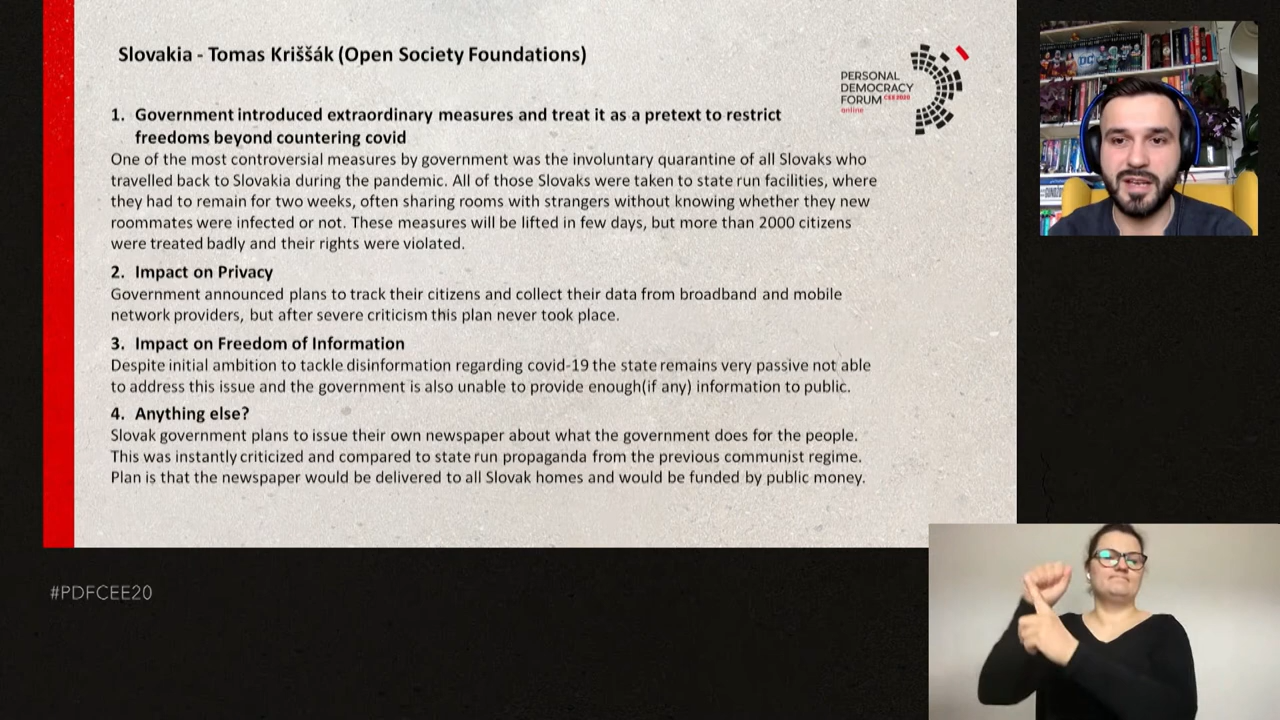 Slovakia - Tomas Kriššák (Open Society Foundations)
PERSONAL
DEMOCRACY
FORUM CEE 2020
online
1. Government introduced extraordinary measures and treat it as a pretext to restrict
freedoms beyond countering covid
One of the most controversial measures by government was the involuntary quarantine of all Slovaks who
travelled back to Slovakia during the pandemic. All of those Slovaks were taken to state run facilities, where
they had to remain for two weeks, often sharing rooms with strangers without knowing whether they new
roommates were infected or not. These measures will be lifted in few days, but more than 2000 citizens
were treated badly and their rights were violated.
2. Impact on Privacy
Government announced plans to track their citizens and collect their data from broadband and mobile
network providers, but after severe criticism this plan never took place.
3. Impact on Freedom of Information
Despite initial ambition to tackle disinformation regarding covid-19 the state remains very passive not able
to address this issue and the government is also unable to provide enough(if any) information to public.
4. Anything else?
Slovak government plans to issue their own newspaper about what the government does for the people.
This was instantly criticized and compared to state run propaganda from the previous communist regime.
Plan is that the newspaper would be delivered to all Slovak homes and would be funded by public money.
DC
#PDFCEE20